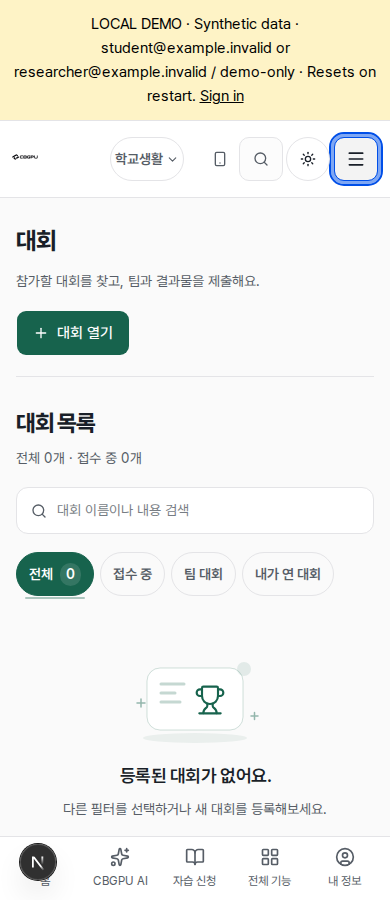 LOCAL DEMO · Synthetic data ·
student@example.invalid or
researcher@example.invalid / demo-only · Resets on
restart. Sign in
CBGPU
학교생활
대회
참가할 대회를 찾고, 팀과 결과물을 제출해요.
대회 열기
대회 목록
전체 0개 · 접수 중 0개
대회 이름이나 내용 검색
전체 0 접수 중 팀 대회 내가 연 대회
등록된 대회가 없어요.
다른 필터를 선택하거나 새 대회를 등록해보세요.
N
홈 CBGPU AI 자습 신청 전체 기능 내 정보